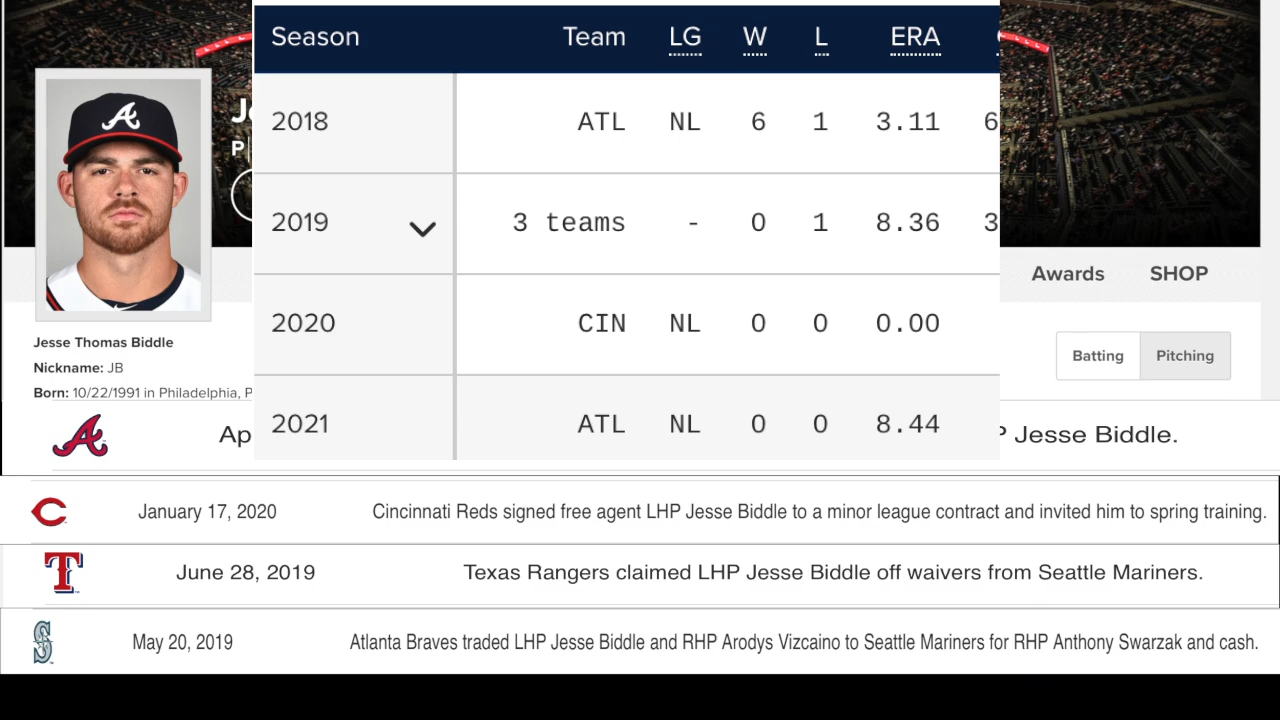 Season Team LG W L ERA
2018 ATL NL 6 1 3.11 6
2019 3 teams - 0 1 8.36 3
2020 CIN NL 0 0 0.00
2021 ATL NL 0 0 8.44
Awards SHOP
Jesse Thomas Biddle
Nickname: JB
Born: 10/22/1991 in Philadelphia, P
Batting Pitching
Ap Jesse Biddle.
January 17, 2020 Cincinnati Reds signed free agent LHP Jesse Biddle to a minor league contract and invited him to spring training.
June 28, 2019 Texas Rangers claimed LHP Jesse Biddle off waivers from Seattle Mariners.
May 20, 2019 Atlanta Braves traded LHP Jesse Biddle and RHP Arodys Vizcaino to Seattle Mariners for RHP Anthony Swarzak and cash.